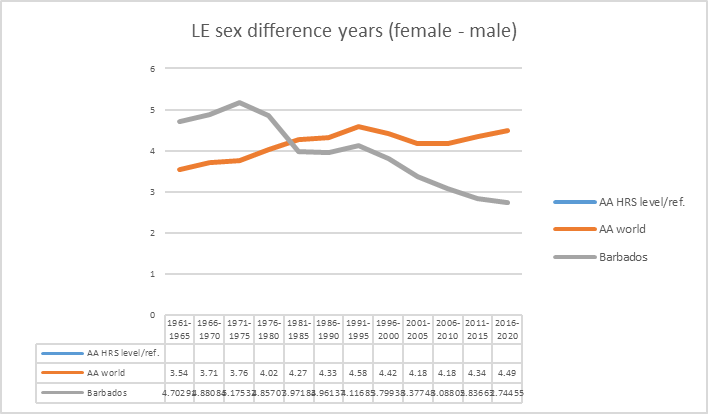 LE sex difference years (female - male)
6
5
4
3
2
1
0
AA HRS level/ref.
AA world
Barbados
1961-1965 1966-1970 1971-1975 1976-1980 1981-1985 1986-1990 1991-1995 1996-2000 2001-2005 2006-2010 2011-2015 2016-2020
AA HRS level/ref.
AA world 3.54 3.71 3.76 4.02 4.27 4.33 4.58 4.42 4.18 4.18 4.34 4.49
Barbados